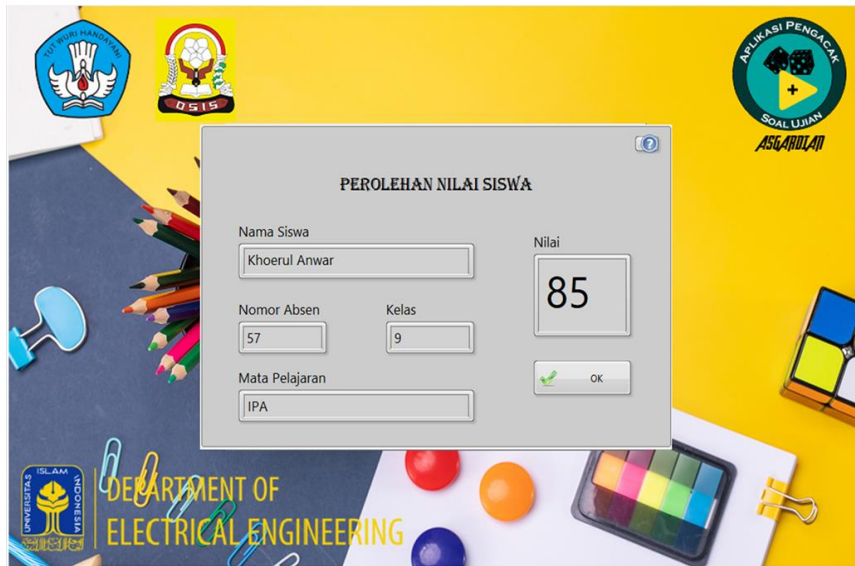 TUT WURI HANDAYANI
OSIS
APLIKASI PENGACAK
SOAL UJIAN
ASGARDIAN
PEROLEHAN NILAI SISWA
Nama Siswa
Khoerul Anwar
Nilai
85
Nomor Absen
Kelas
57
9
OK
Mata Pelajaran
IPA
UNIVERSITAS
ISLAM
INDONESIA
DEPARTMENT OF
ELECTRICAL ENGINEERING